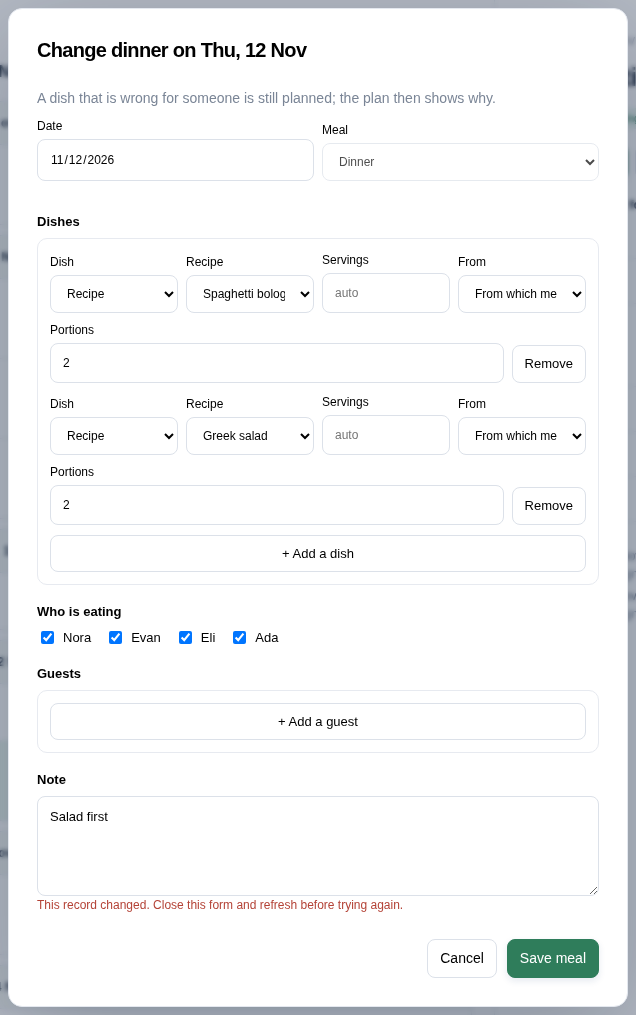 Change dinner on Thu, 12 Nov
A dish that is wrong for someone is still planned; the plan then shows why.
Date
Meal
11/12/2026
Dinner
Dishes
Dish
Recipe
Servings
From
Recipe
Spaghetti bolog
auto
From which me
Portions
2
Remove
Dish
Recipe
Servings
From
Recipe
Greek salad
auto
From which me
Portions
2
Remove
+ Add a dish
Who is eating
Nora
Evan
Eli
Ada
Guests
+ Add a guest
Note
Salad first
This record changed. Close this form and refresh before trying again.
Cancel
Save meal